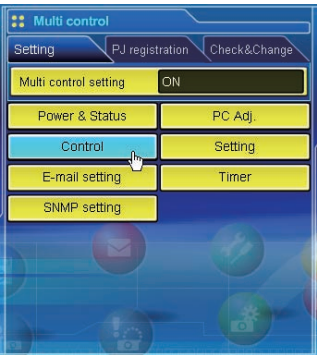 Multi control
Setting PJ registration Check&Change
Multi control setting ON
Power & Status PC Adj.
Control Setting
E-mail setting Timer
SNMP setting